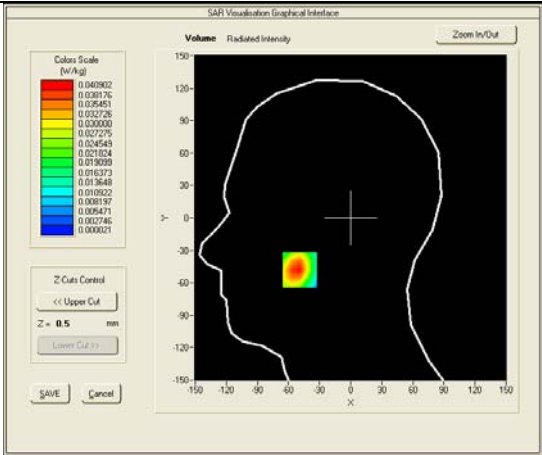 SAR Visualisation Graphical Interface
Volume Radiated Intensity
Zoom In/Out
Colors Scale
(W/kg)
0.040902
0.038176
0.035451
0.032726
0.030000
0.027275
0.024549
0.021824
0.019099
0.016373
0.013648
0.010922
0.008197
0.005471
0.002746
0.000021
Z-Cuts Control
<< Upper Cut
Z = 0.5 mm
Lower Cut >>
SAVE Cancel
150-
120-
90-
60-
30-
0-
-30-
-60-
-90-
-120-
-150-
Y
-150 -120 -90 -60 -30 0 30 60 90 120 150
X